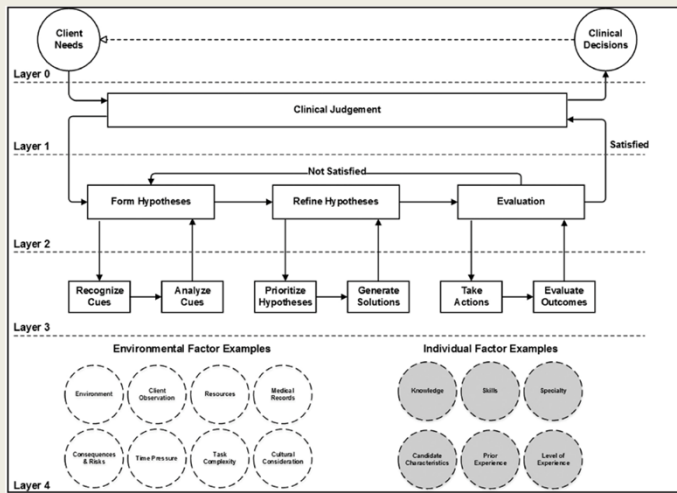 Client
Needs
Clinical
Decisions
Layer 0
Clinical Judgement
Layer 1
Satisfied
Not Satisfied
Form Hypotheses
Refine Hypotheses
Evaluation
Layer 2
Recognize
Cues
Analyze
Cues
Prioritize
Hypotheses
Generate
Solutions
Take
Actions
Evaluate
Outcomes
Layer 3
Environmental Factor Examples
Individual Factor Examples
Environment
Client
Observation
Resources
Medical
Records
Knowledge
Skills
Specialty
Consequences
& Risks
Time Pressure
Task
Complexity
Cultural
Consideration
Candidate
Characteristics
Prior
Experience
Level of
Experience
Layer 4